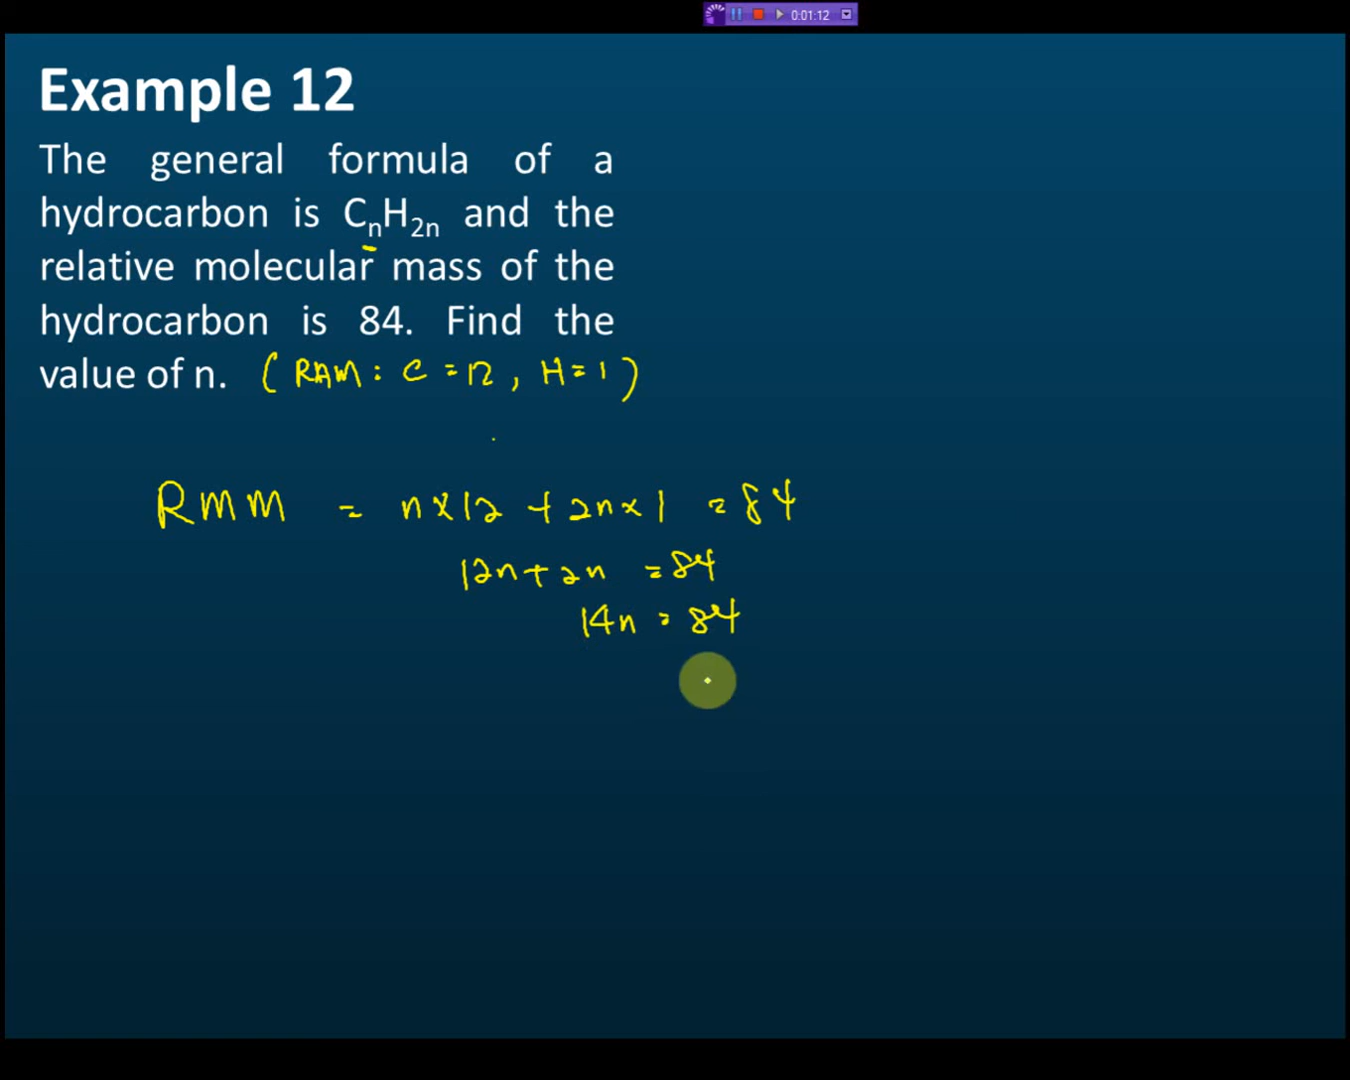 0:01:12
Example 12
The general formula of a
hydrocarbon is CₙH₂ₙ and the
relative molecular mass of the
hydrocarbon is 84. Find the
value of n. (RAM: C = 12, H = 1)
RMM = n x 12 + 2n x 1 = 84
12n + 2n = 84
14n = 84